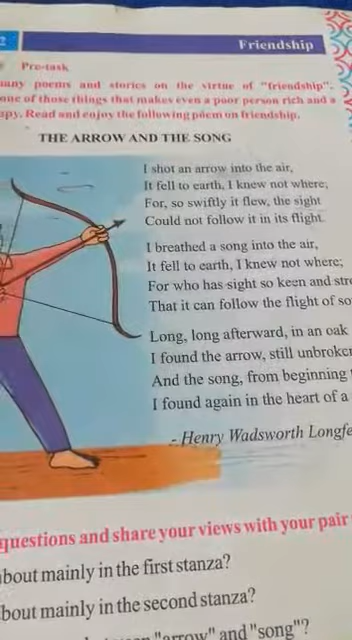 2
Friendship
Pre-task
many poems and stories on the virtue of "friendship".
one of those things that makes even a poor person rich and a
Read and enjoy the following poem on friendship.
THE ARROW AND THE SONG
I shot an arrow into the air,
It fell to earth, I knew not where;
For, so swiftly it flew, the sight
Could not follow it in its flight.
I breathed a song into the air,
It fell to earth, I knew not where;
For who has sight so keen and
That it can follow the flight of
Long, long afterward, in an oak
I found the arrow, still
And the song, from beginning
I found again in the heart of a
- Henry Wadsworth
questions and share your views with your pair
about mainly in the first stanza?
about mainly in the second stanza?
"arrow" and "song"?